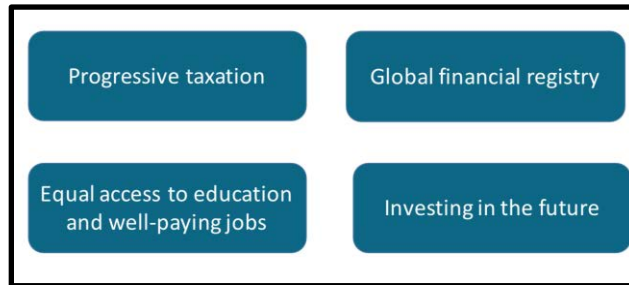 Progressive taxation
Global financial registry
Equal access to education
and well-paying jobs
Investing in the future